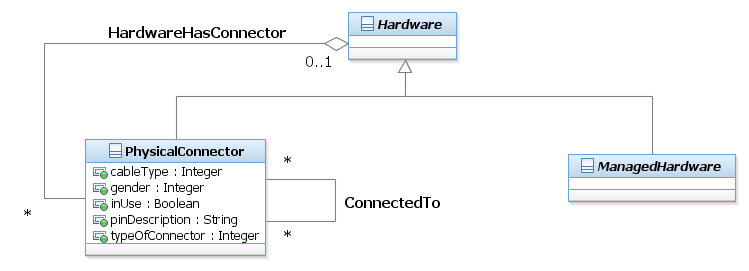 Hardware
HardwareHasConnector
0..1
PhysicalConnector
cableType : Integer
gender : Integer
inUse : Boolean
pinDescription : String
typeOfConnector : Integer
*
*
ConnectedTo
*
ManagedHardware